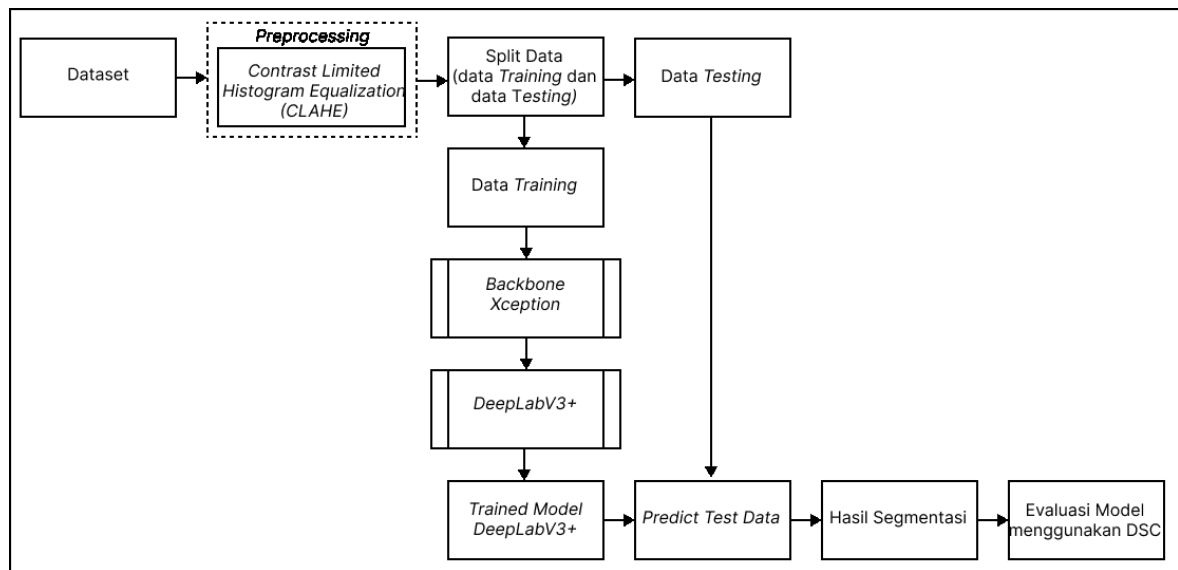 Dataset
Preprocessing
Contrast Limited
Histogram Equalization
(CLAHE)
Split Data
(data Training dan
data Testing)
Data Testing
Data Training
Backbone
Xception
DeepLabV3+
Trained Model
DeepLabV3+
Predict Test Data
Hasil Segmentasi
Evaluasi Model
menggunakan DSC